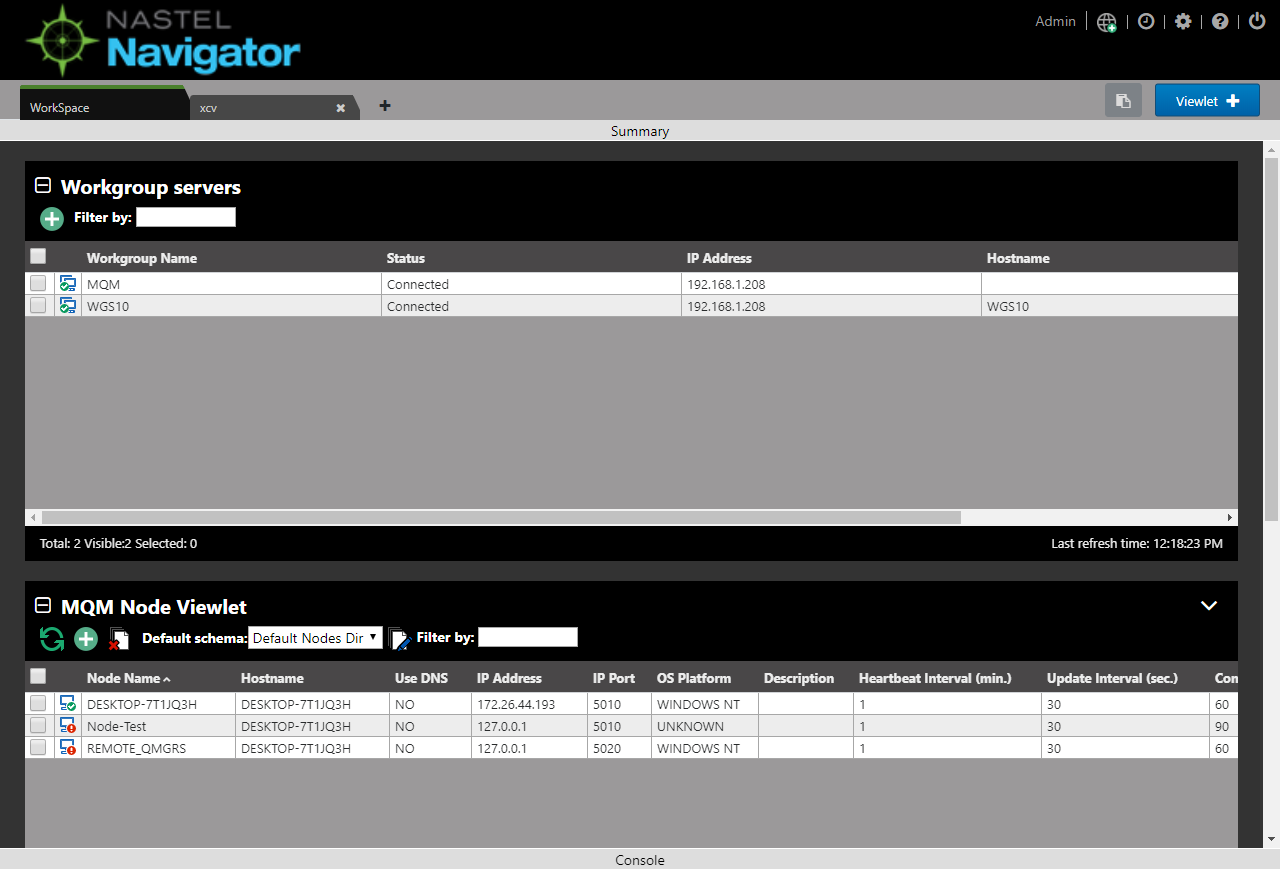 NASTEL
Navigator
Admin
WorkSpace
xcv
Viewlet
Summary
Workgroup servers
Filter by:
Workgroup Name Status IP Address Hostname
MQM Connected 192.168.1.208
WGS10 Connected 192.168.1.208 WGS10
Total: 2 Visible:2 Selected: 0 Last refresh time: 12:18:23 PM
MQM Node Viewlet
Default schema: Default Nodes Dir Filter by:
Node Name Hostname Use DNS IP Address IP Port OS Platform Description Heartbeat Interval (min.) Update Interval (sec.) Con
DESKTOP-7T1JQ3H DESKTOP-7T1JQ3H NO 172.26.44.193 5010 WINDOWS NT 1 30 60
Node-Test DESKTOP-7T1JQ3H NO 127.0.0.1 5010 UNKNOWN 1 30 90
REMOTE_QMGRS DESKTOP-7T1JQ3H NO 127.0.0.1 5020 WINDOWS NT 1 30 60
Console